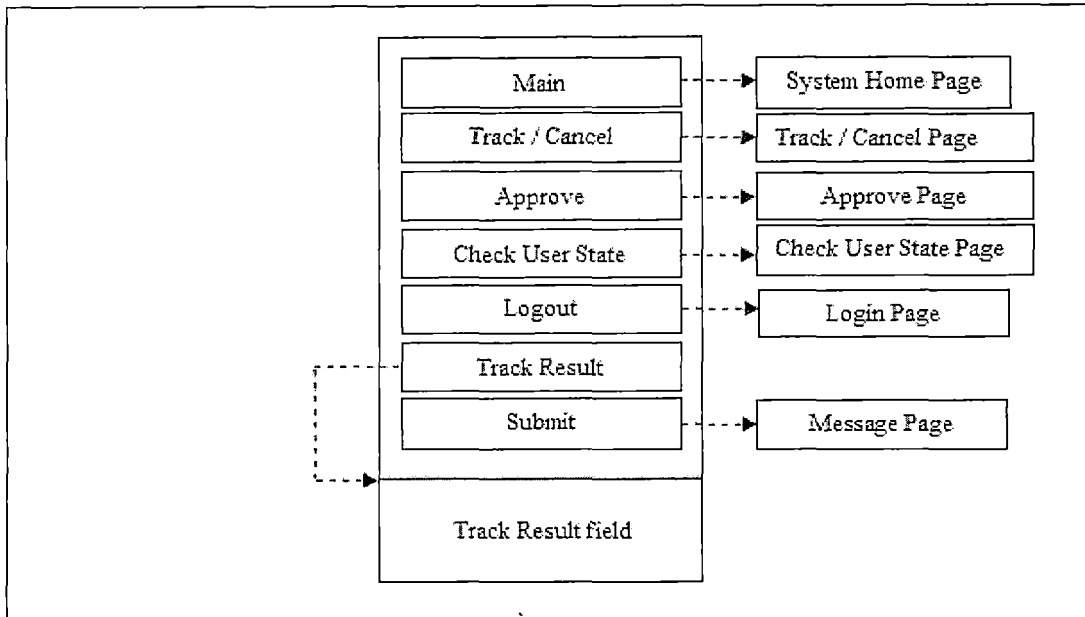 Main
System Home Page
Track / Cancel
Track / Cancel Page
Approve
Approve Page
Check User State
Check User State Page
Logout
Login Page
Track Result
Submit
Message Page
Track Result field